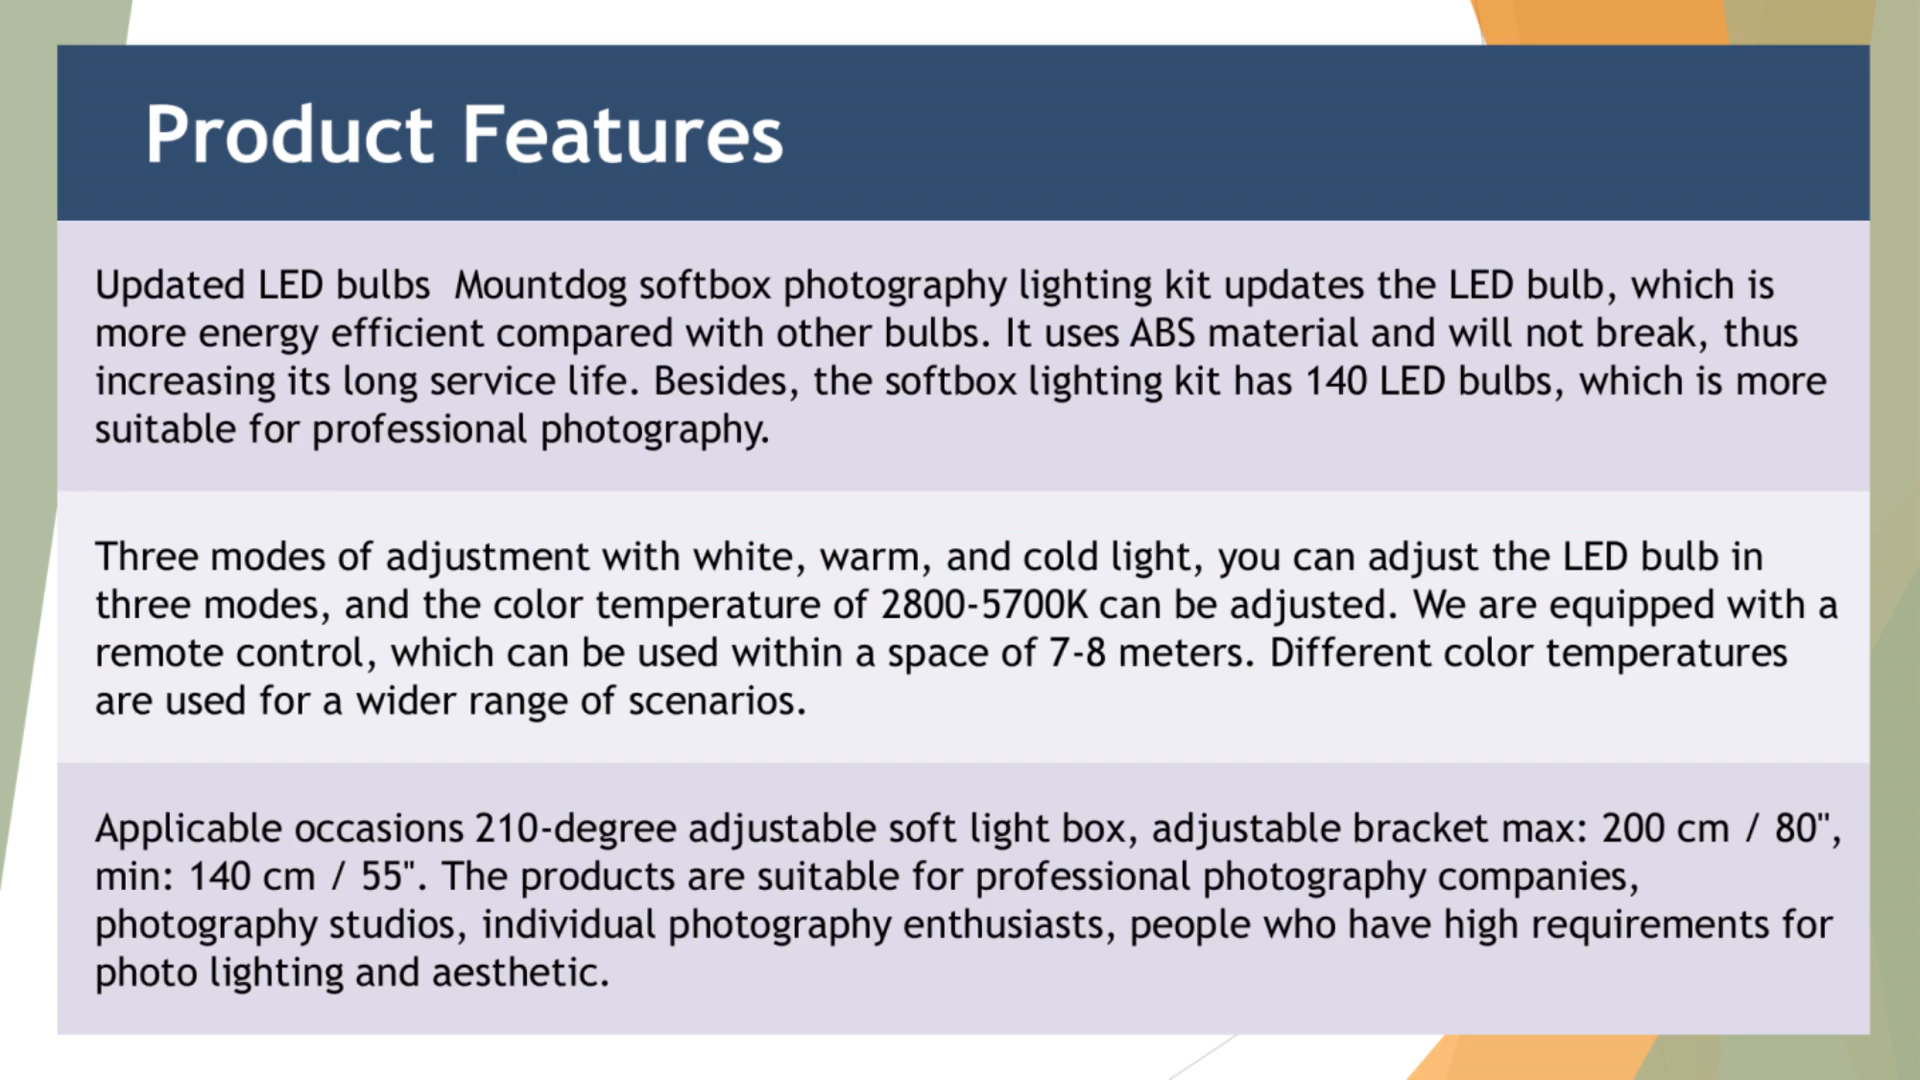 Product Features
Updated LED bulbs  Mountdog softbox photography lighting kit updates the LED bulb, which is
more energy efficient compared with other bulbs. It uses ABS material and will not break, thus
increasing its long service life. Besides, the softbox lighting kit has 140 LED bulbs, which is more
suitable for professional photography.
Three modes of adjustment with white, warm, and cold light, you can adjust the LED bulb in
three modes, and the color temperature of 2800-5700K can be adjusted. We are equipped with a
remote control, which can be used within a space of 7-8 meters. Different color temperatures
are used for a wider range of scenarios.
Applicable occasions 210-degree adjustable soft light box, adjustable bracket max: 200 cm / 80",
min: 140 cm / 55". The products are suitable for professional photography companies,
photography studios, individual photography enthusiasts, people who have high requirements for
photo lighting and aesthetic.